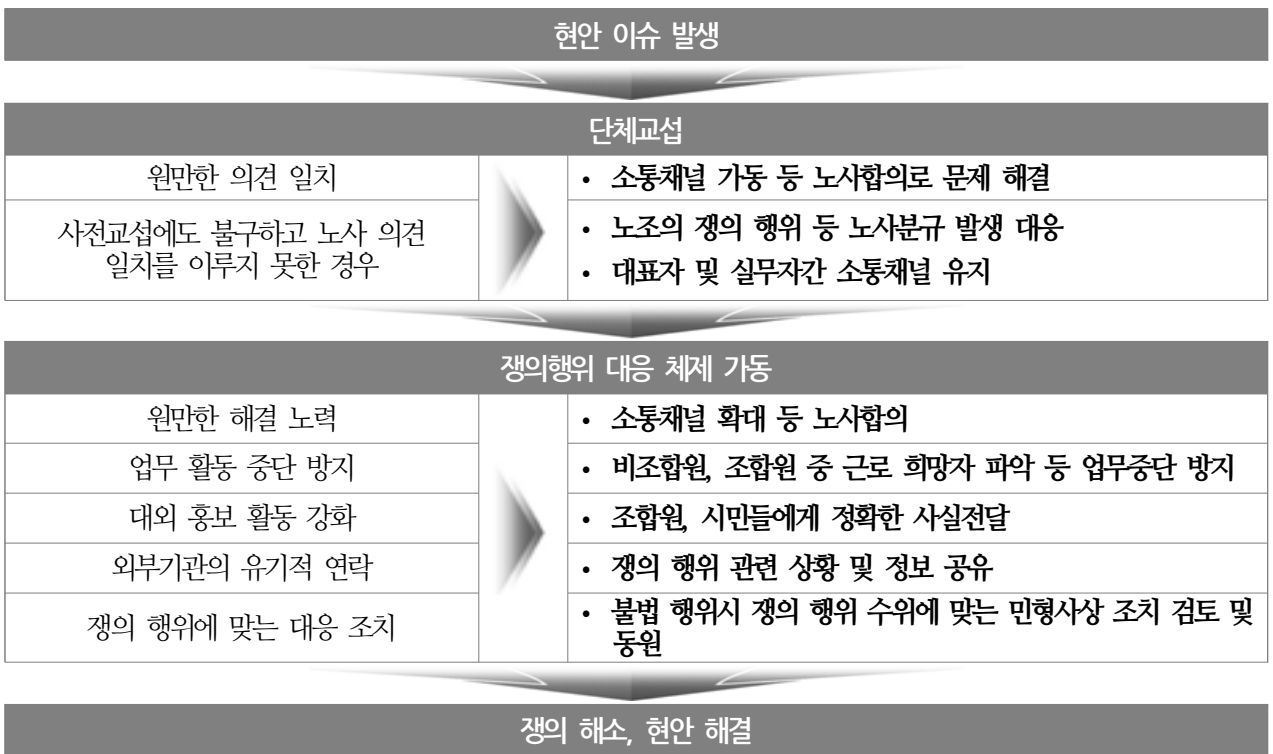 현안 이슈 발생
단체교섭
원만한 의견 일치
• 소통채널 가동 등 노사합의로 문제 해결
사전교섭에도 불구하고 노사 의견
일치를 이루지 못한 경우
• 노조의 쟁의 행위 등 노사분규 발생 대응
• 대표자 및 실무자간 소통채널 유지
쟁의행위 대응 체제 가동
원만한 해결 노력
• 소통채널 확대 등 노사합의
업무 활동 중단 방지
• 비조합원, 조합원 중 근로 희망자 파악 등 업무중단 방지
대외 홍보 활동 강화
• 조합원, 시민들에게 정확한 사실전달
외부기관의 유기적 연락
• 쟁의 행위 관련 상황 및 정보 공유
쟁의 행위에 맞는 대응 조치
• 불법 행위시 쟁의 행위 수위에 맞는 민형사상 조치 검토 및
동원
쟁의 해소, 현안 해결